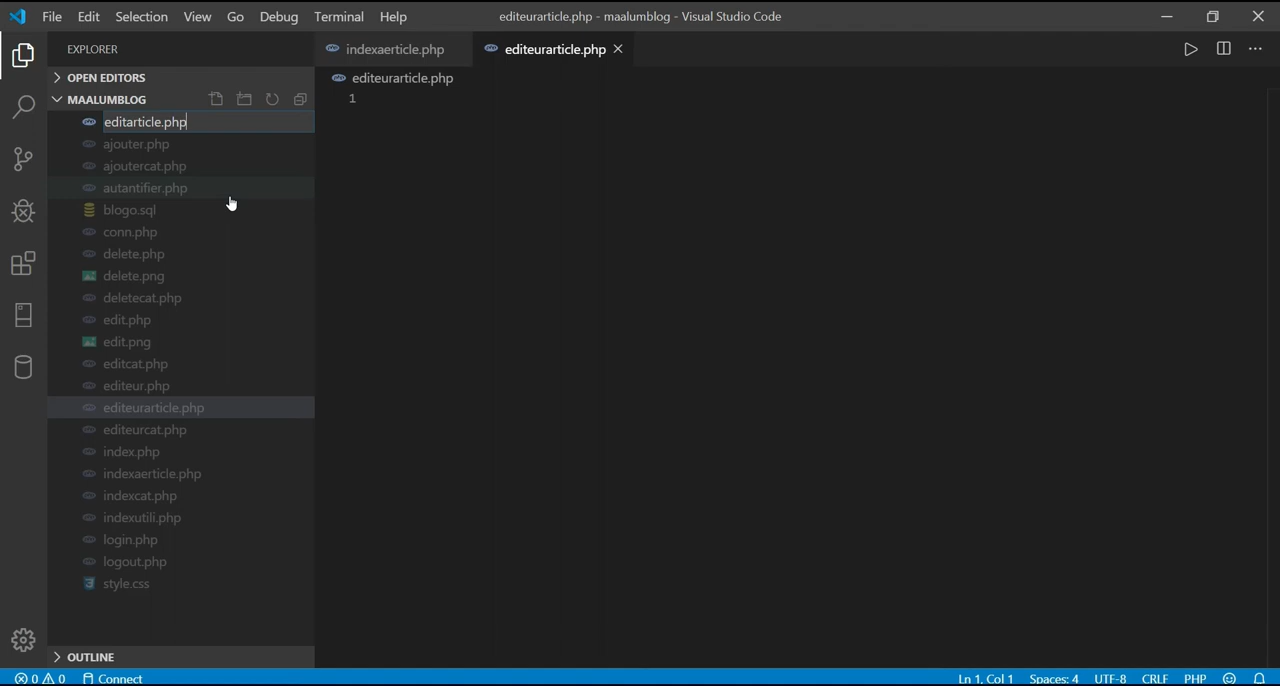 File Edit Selection View Go Debug Terminal Help editeurarticle.php - maalumblog - Visual Studio Code
EXPLORER
indexaerticle.php editeurarticle.php
OPEN EDITORS
editeurarticle.php
MAALUMBLOG
1
editarticle.php
ajouter.php
ajoutercat.php
autantifier.php
blogo.sql
conn.php
delete.php
delete.png
deletecat.php
edit.php
edit.png
editcat.php
editeur.php
editeurarticle.php
editeurcat.php
index.php
indexaerticle.php
indexcat.php
indexutili.php
login.php
logout.php
style.css
OUTLINE
0 0 Connect Ln 1, Col 1 Spaces: 4 UTF-8 CRLF PHP